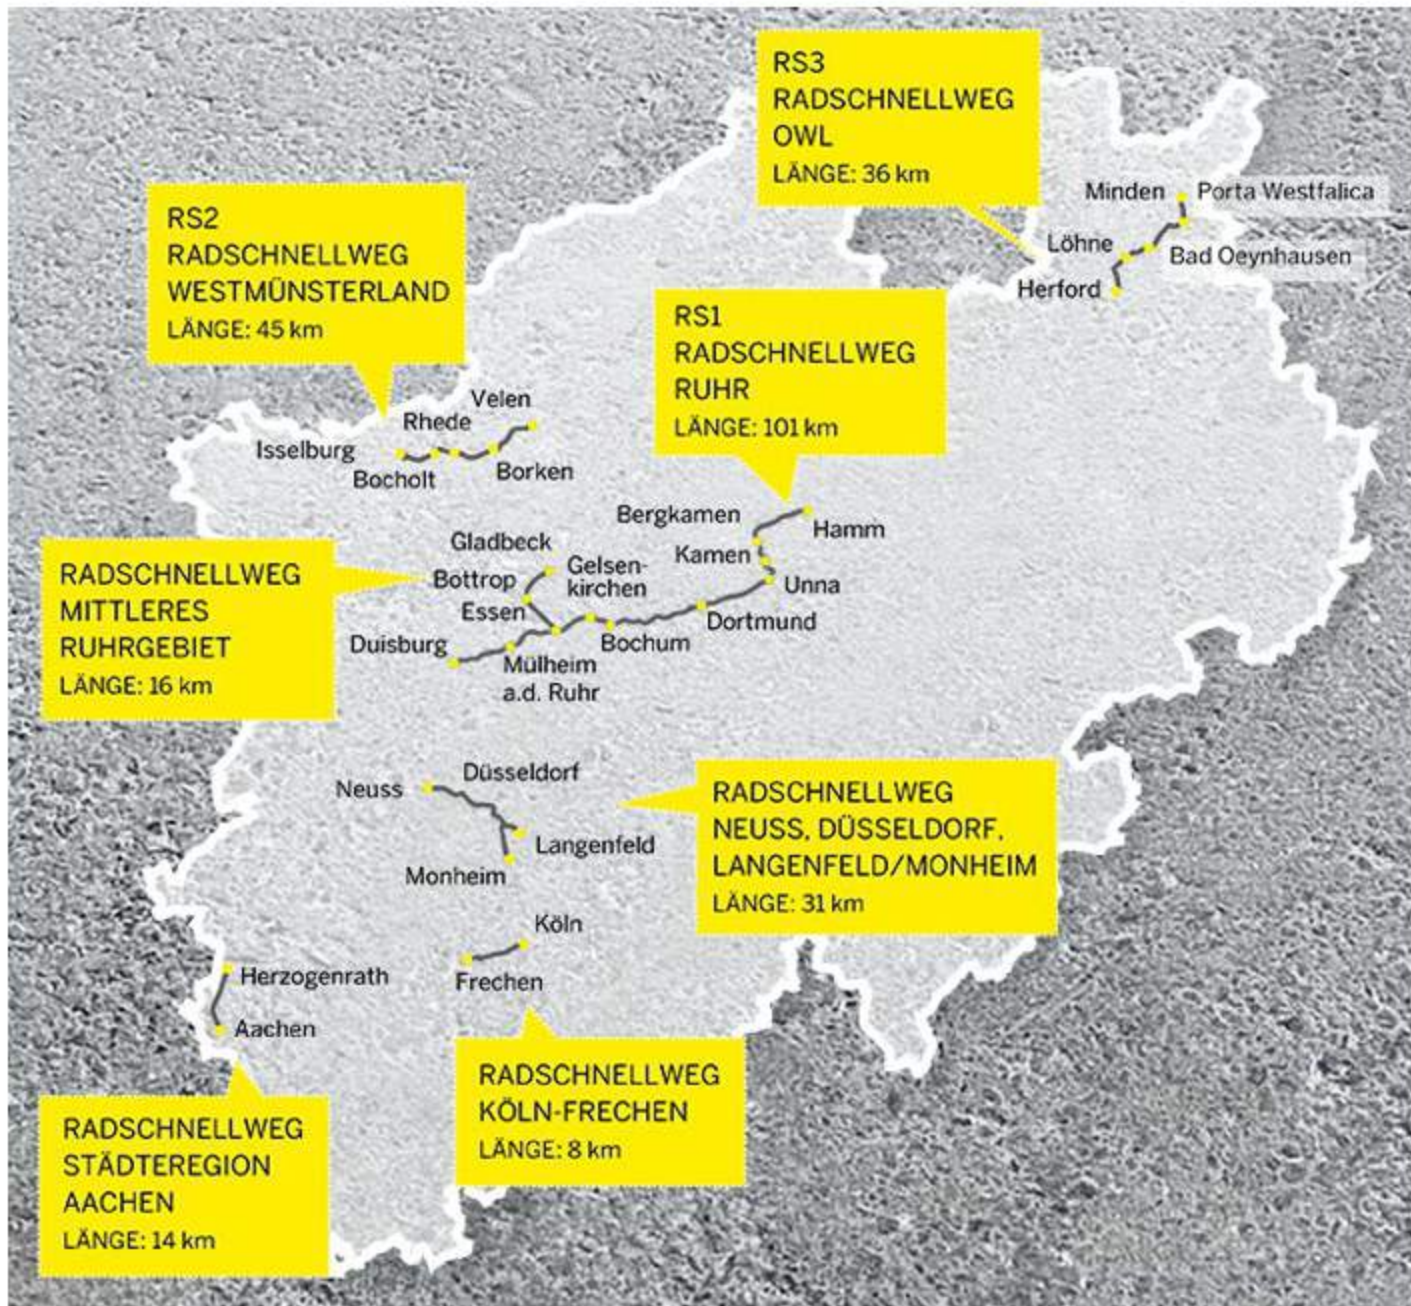 RS3
RADSCHNELLWEG
OWL
LÄNGE: 36 km
Minden
Porta Westfalica
Löhne
Bad Oeynhausen
Herford
RS2
RADSCHNELLWEG
WESTMÜNSTERLAND
LÄNGE: 45 km
RS1
RADSCHNELLWEG
RUHR
LÄNGE: 101 km
Velen
Rhede
Isselburg
Bocholt
Borken
Bergkamen
Hamm
Kamen
Unna
Gladbeck
Bottrop
Gelsen-
kirchen
Essen
Dortmund
Duisburg
Bochum
Mülheim
a.d. Ruhr
RADSCHNELLWEG
MITTLERES
RUHRGEBIET
LÄNGE: 16 km
Neuss
Düsseldorf
Langenfeld
Monheim
RADSCHNELLWEG
NEUSS, DÜSSELDORF,
LANGENFELD/MONHEIM
LÄNGE: 31 km
Köln
Frechen
Herzogenrath
Aachen
RADSCHNELLWEG
KÖLN-FRECHEN
LÄNGE: 8 km
RADSCHNELLWEG
STÄDTEREGION
AACHEN
LÄNGE: 14 km